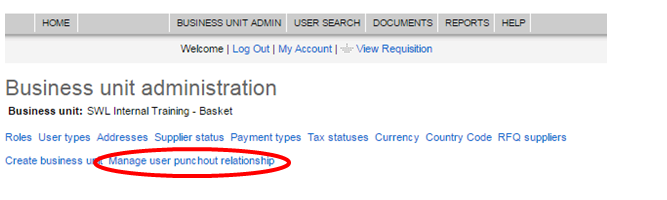 HOME BUSINESS UNIT ADMIN USER SEARCH DOCUMENTS REPORTS HELP
Welcome | Log Out | My Account | View Requisition
Business unit administration
Business unit: SWL Internal Training - Basket
Roles User types Addresses Supplier status Payment types Tax statuses Currency Country Code RFQ suppliers
Create business unit Manage user punchout relationship